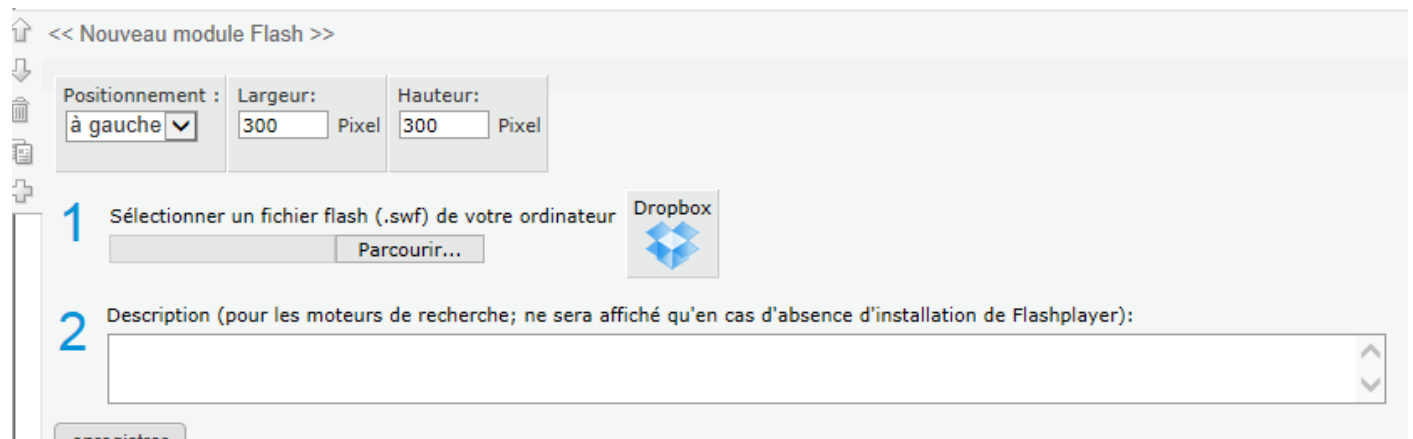 << Nouveau module Flash >>
Positionnement : Largeur: Hauteur:
à gauche 300 Pixel 300 Pixel
1 Sélectionner un fichier flash (.swf) de votre ordinateur Dropbox
Parcourir...
2 Description (pour les moteurs de recherche; ne sera affiché qu'en cas d'absence d'installation de Flashplayer):
enregistrer